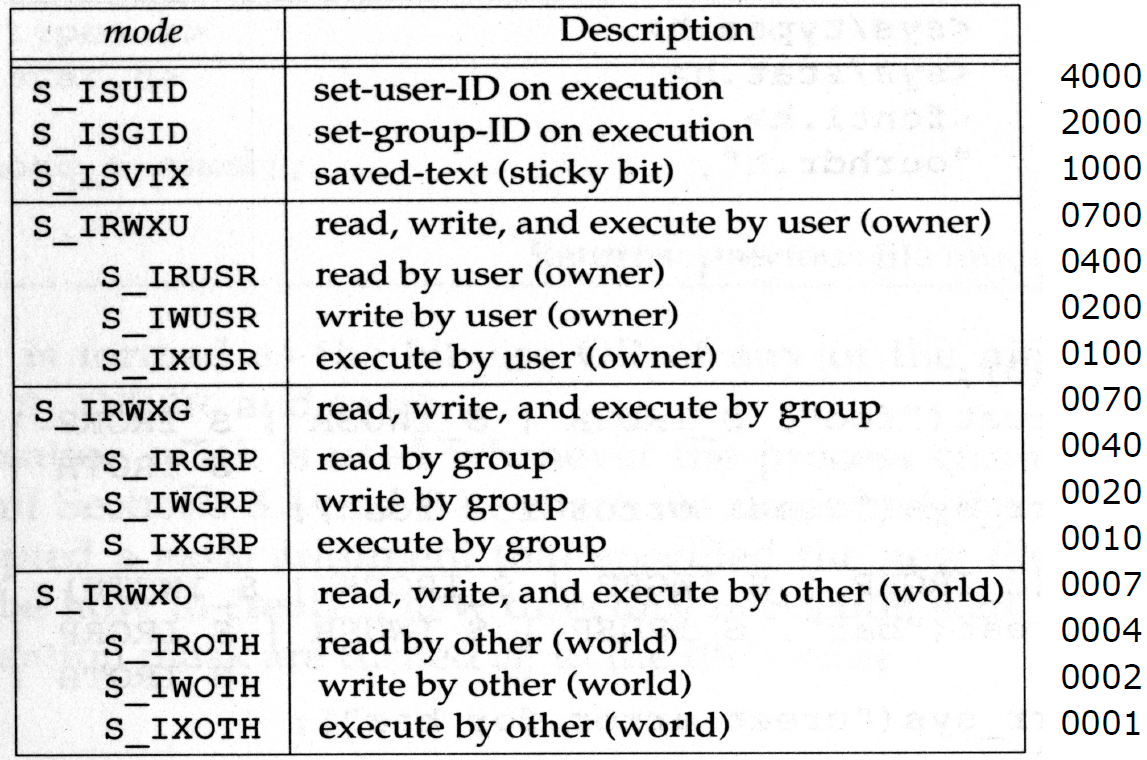 mode Description
S_ISUID set-user-ID on execution 4000
S_ISGID set-group-ID on execution 2000
S_ISVTX saved-text (sticky bit) 1000
S_IRWXU read, write, and execute by user (owner) 0700
S_IRUSR read by user (owner) 0400
S_IWUSR write by user (owner) 0200
S_IXUSR execute by user (owner) 0100
S_IRWXG read, write, and execute by group 0070
S_IRGRP read by group 0040
S_IWGRP write by group 0020
S_IXGRP execute by group 0010
S_IRWXO read, write, and execute by other (world) 0007
S_IROTH read by other (world) 0004
S_IWOTH write by other (world) 0002
S_IXOTH execute by other (world) 0001